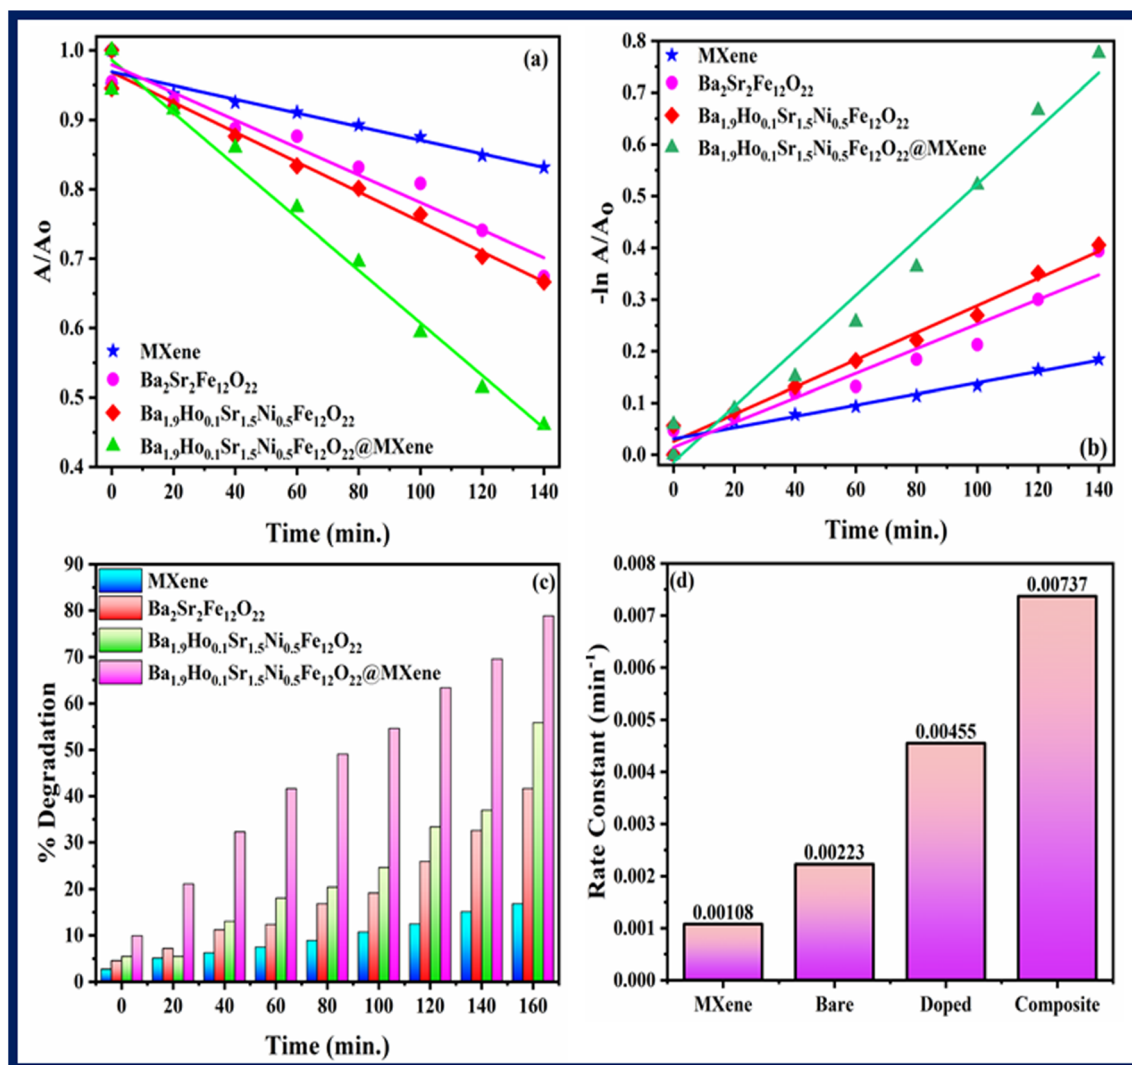 (a)
1.0
0.9
0.8
0.7
0.6
0.5
0.4
A/Ao
MXene
Ba₂Sr₂Fe₁₂O₂₂
Ba₁.₉Ho₀.₁Sr₁.₅Ni₀.₅Fe₁₂O₂₂
Ba₁.₉Ho₀.₁Sr₁.₅Ni₀.₅Fe₁₂O₂₂@MXene
0 20 40 60 80 100 120 140
Time (min.)
0.8
0.7
0.6
0.5
0.4
0.3
0.2
0.1
0.0
-ln A/Aₒ
MXene
Ba₂Sr₂Fe₁₂O₂₂
Ba₁.₉Ho₀.₁Sr₁.₅Ni₀.₅Fe₁₂O₂₂
Ba₁.₉Ho₀.₁Sr₁.₅Ni₀.₅Fe₁₂O₂₂@MXene
(b)
0 20 40 60 80 100 120 140
Time (min.)
(c)
90
80
70
60
50
40
30
20
10
0
% Degradation
MXene
Ba₂Sr₂Fe₁₂O₂₂
Ba₁.₉Ho₀.₁Sr₁.₅Ni₀.₅Fe₁₂O₂₂
Ba₁.₉Ho₀.₁Sr₁.₅Ni₀.₅Fe₁₂O₂₂@MXene
0 20 40 60 80 100 120 140 160
Time (min.)
(d)
0.008
0.007
0.006
0.005
0.004
0.003
0.002
0.001
0.000
Rate Constant (min⁻¹)
0.00108
0.00223
0.00455
0.00737
MXene Bare Doped Composite